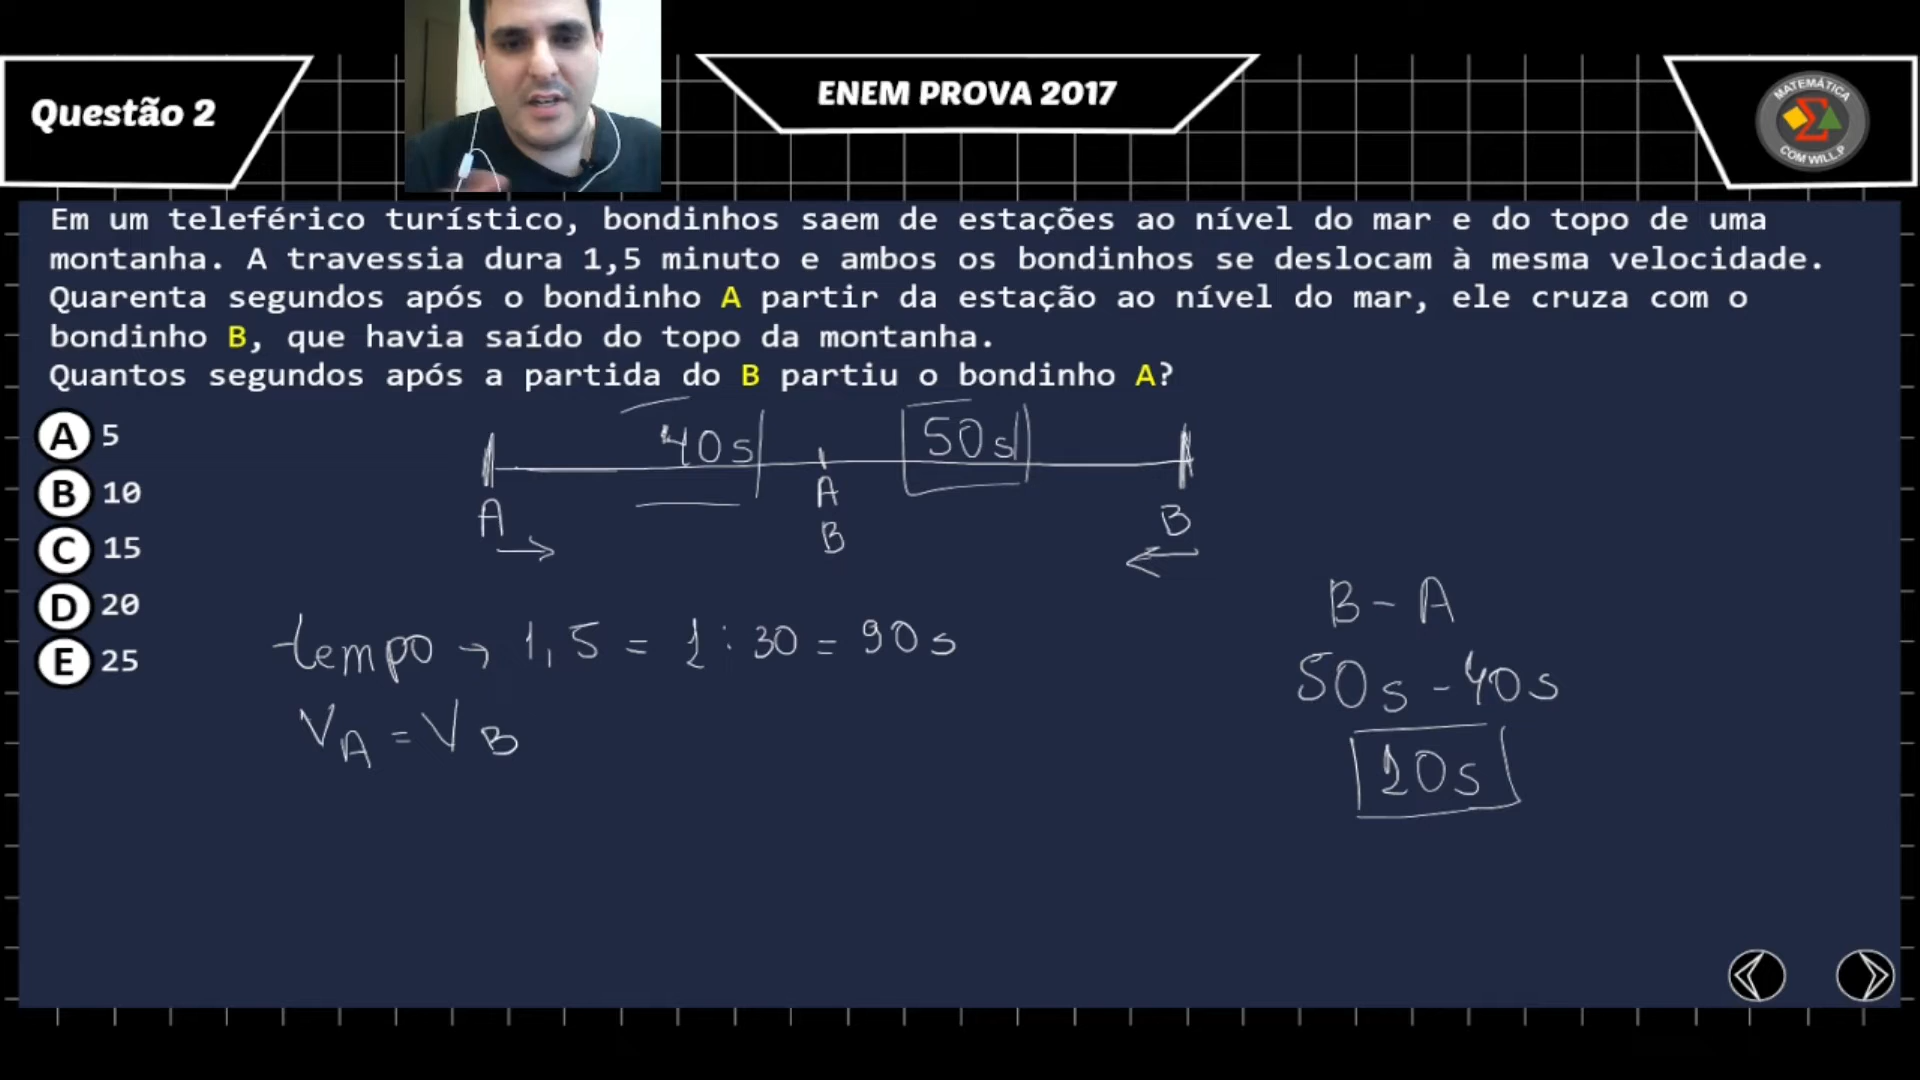 Questão 2
ENEM PROVA 2017
MATEMÁTICA
COM WILL.P
Em um teleférico turístico, bondinhos saem de estações ao nível do mar e do topo de uma
montanha. A travessia dura 1,5 minuto e ambos os bondinhos se deslocam à mesma velocidade.
Quarenta segundos após o bondinho A partir da estação ao nível do mar, ele cruza com o
bondinho B, que havia saído do topo da montanha.
Quantos segundos após a partida do B partiu o bondinho A?
A 5
B 10
C 15
D 20
E 25
40s 50s
A A B
B
tempo → 1,5 = 1:30 = 90s
VA = VB
B - A
50s - 40s
10s